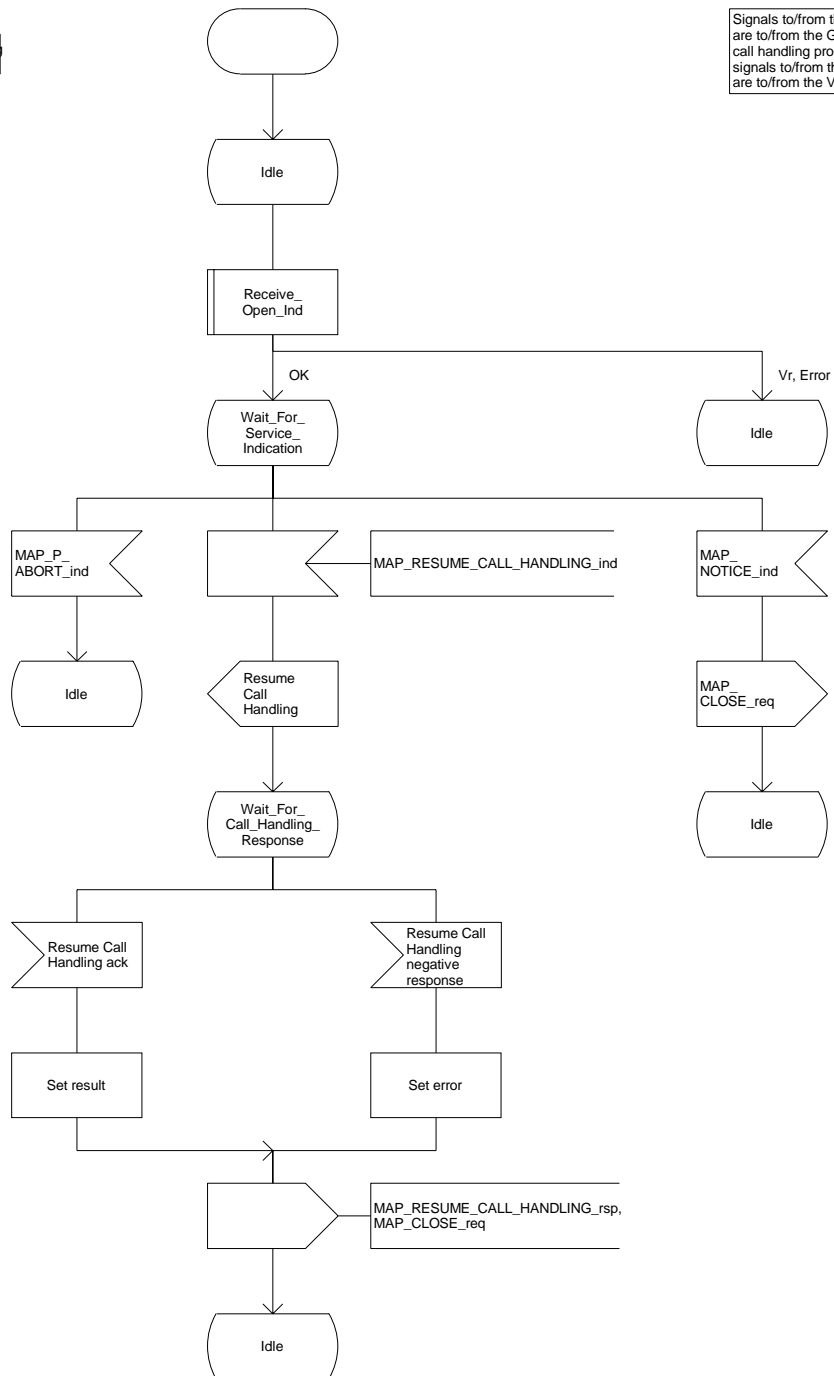 Signals to/from th
are to/from the G
call handling pro
signals to/from th
are to/from the V
Idle
Receive_
Open_Ind
OK
Vr, Error
Wait_For_
Service_
Indication
Idle
MAP_P_
ABORT_ind
MAP_RESUME_CALL_HANDLING_ind
MAP_
NOTICE_ind
Idle
Resume
Call
Handling
MAP_
CLOSE_req
Wait_For_
Call_Handling_
Response
Idle
Resume Call
Handling ack
Resume Call
Handling
negative
response
Set result
Set error
MAP_RESUME_CALL_HANDLING_rsp,
MAP_CLOSE_req
Idle